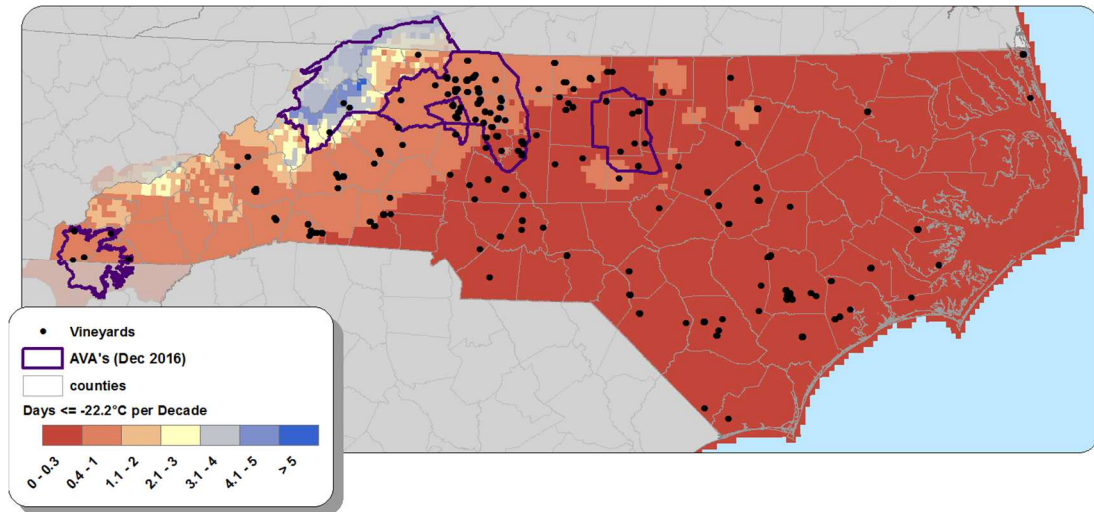 Vineyards
AVA's (Dec 2016)
counties
Days <= -22.2°C per Decade
0 - 0.3
0.4 - 1
1.1 - 2
2.1 - 3
3.1 - 4
4.1 - 5
> 5